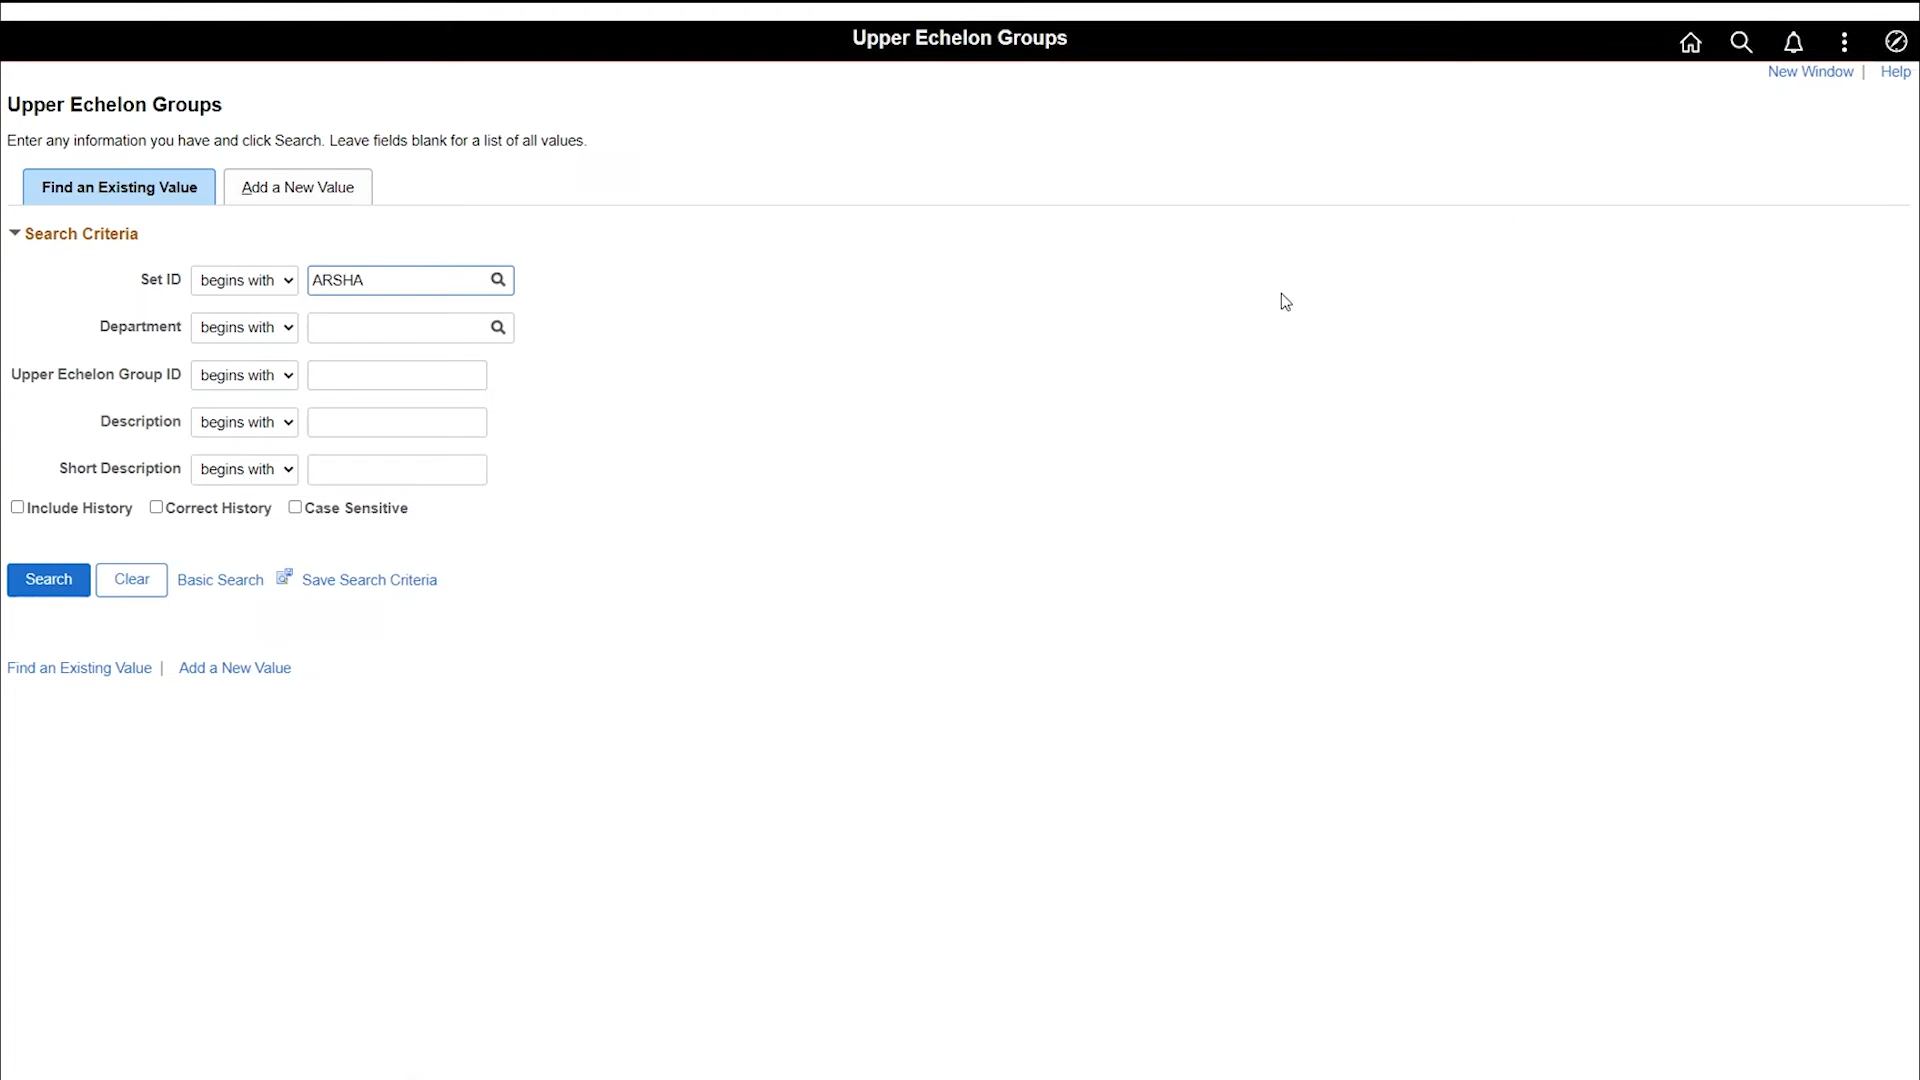 Upper Echelon Groups
New Window | Help
Upper Echelon Groups
Enter any information you have and click Search. Leave fields blank for a list of all values.
Find an Existing Value Add a New Value
Search Criteria
Set ID begins with ARSHA
Department begins with
Upper Echelon Group ID begins with
Description begins with
Short Description begins with
Include History Correct History Case Sensitive
Search Clear Basic Search Save Search Criteria
Find an Existing Value | Add a New Value